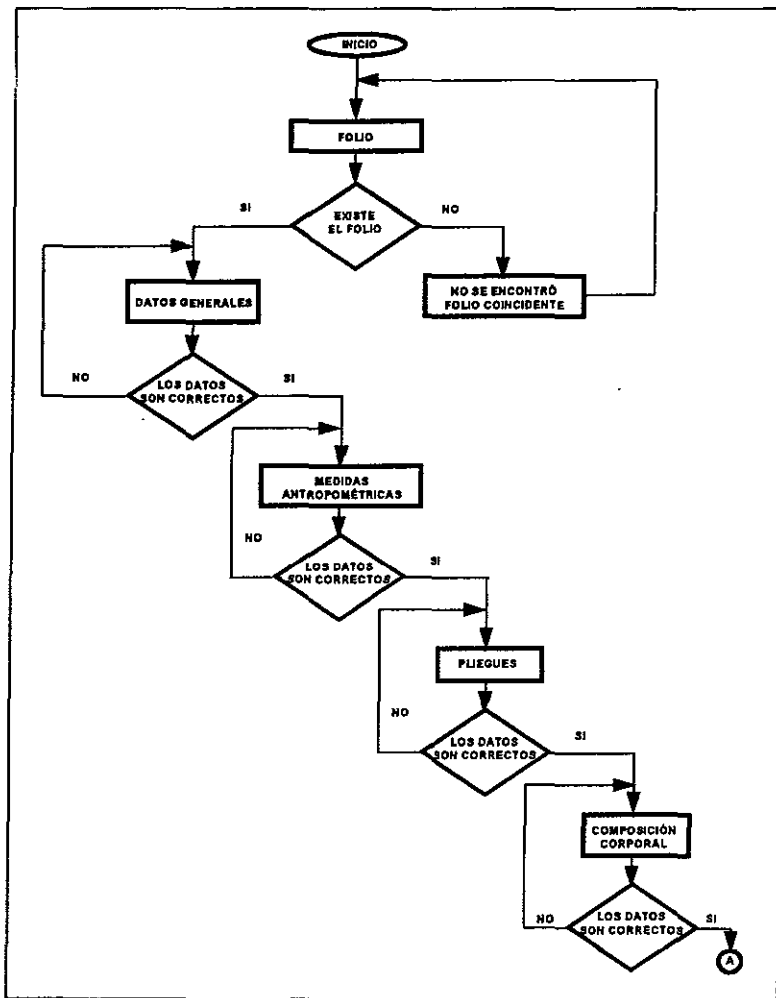 INICIO
FOLIO
EXISTE
EL FOLIO
SI
NO
NO SE ENCONTRÓ
FOLIO COINCIDENTE
DATOS GENERALES
LOS DATOS
SON CORRECTOS
NO
SI
MEDIDAS
ANTROPOMÉTRICAS
LOS DATOS
SON CORRECTOS
NO
SI
PLIEGUES
LOS DATOS
SON CORRECTOS
NO
SI
COMPOSICIÓN
CORPORAL
LOS DATOS
SON CORRECTOS
NO
SI
A